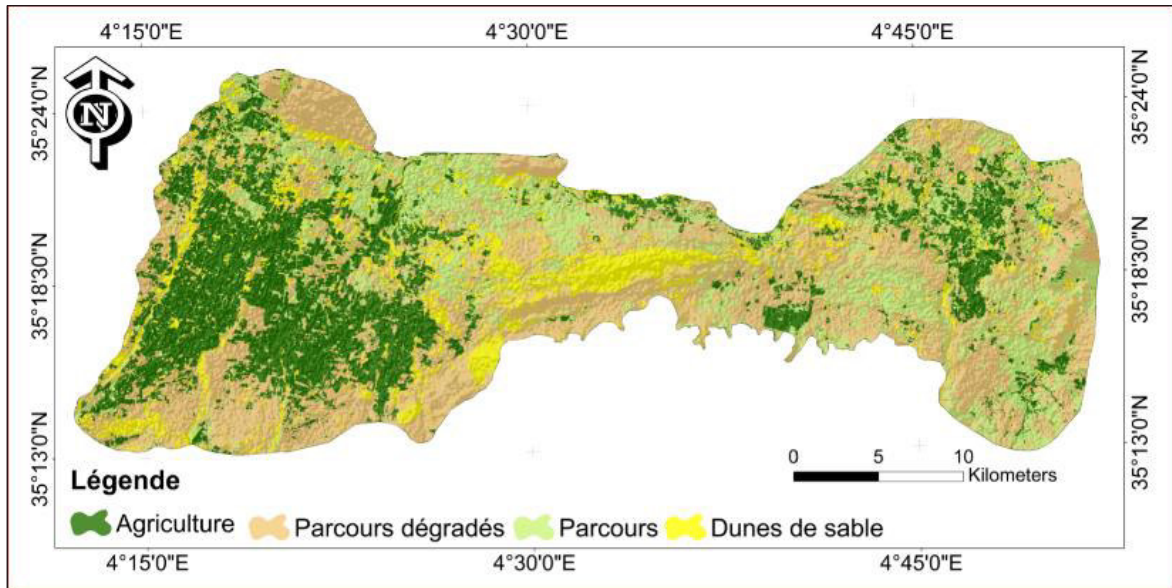 4°15'0"E 4°30'0"E 4°45'0"E
N
35°24'0"N 35°24'0"N
35°18'30"N 35°18'30"N
35°13'0"N 35°13'0"N
0 5 10
Kilometers
Légende
Agriculture Parcours dégradés Parcours Dunes de sable
4°15'0"E 4°30'0"E 4°45'0"E